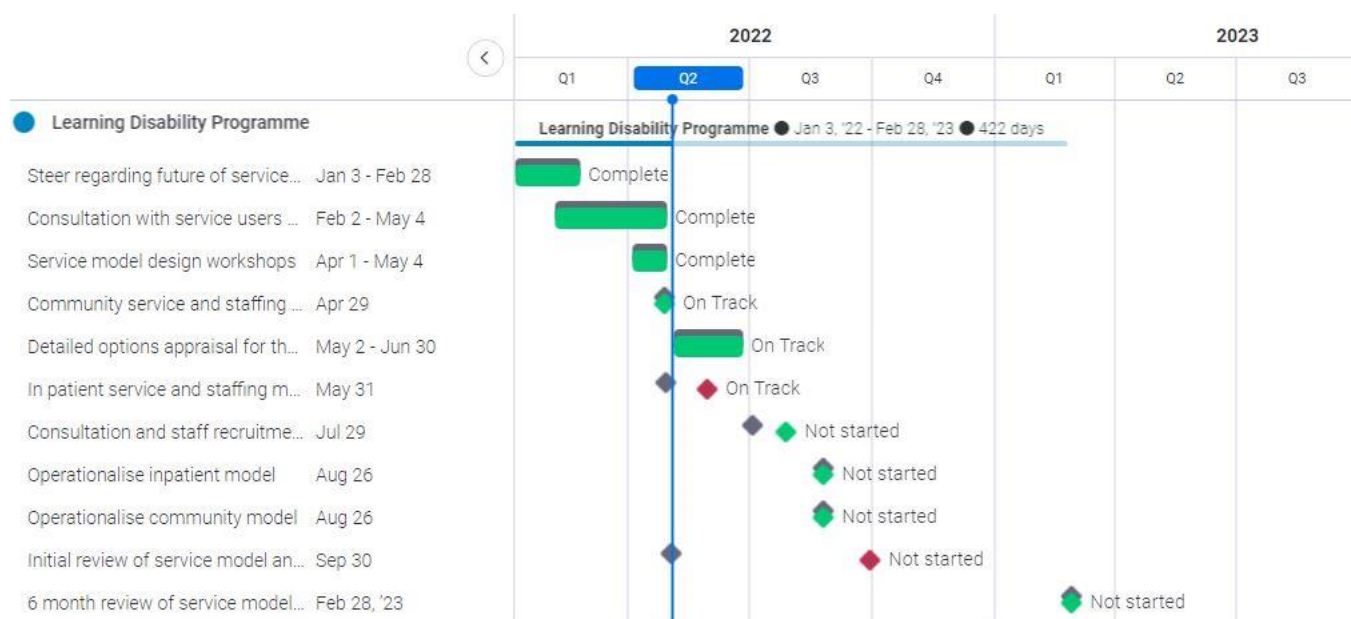 2022 2023
Q1 Q2 Q3 Q4 Q1 Q2 Q3
Learning Disability Programme
Learning Disability Programme ● Jan 3, '22 - Feb 28, '23 ● 422 days
Steer regarding future of service... Jan 3 - Feb 28 Complete
Consultation with service users ... Feb 2 - May 4 Complete
Service model design workshops Apr 1 - May 4 Complete
Community service and staffing ... Apr 29 On Track
Detailed options appraisal for th... May 2 - Jun 30 On Track
In patient service and staffing m... May 31 On Track
Consultation and staff recruitme... Jul 29 Not started
Operationalise inpatient model Aug 26 Not started
Operationalise community model Aug 26 Not started
Initial review of service model an... Sep 30 Not started
6 month review of service model... Feb 28, '23 Not started